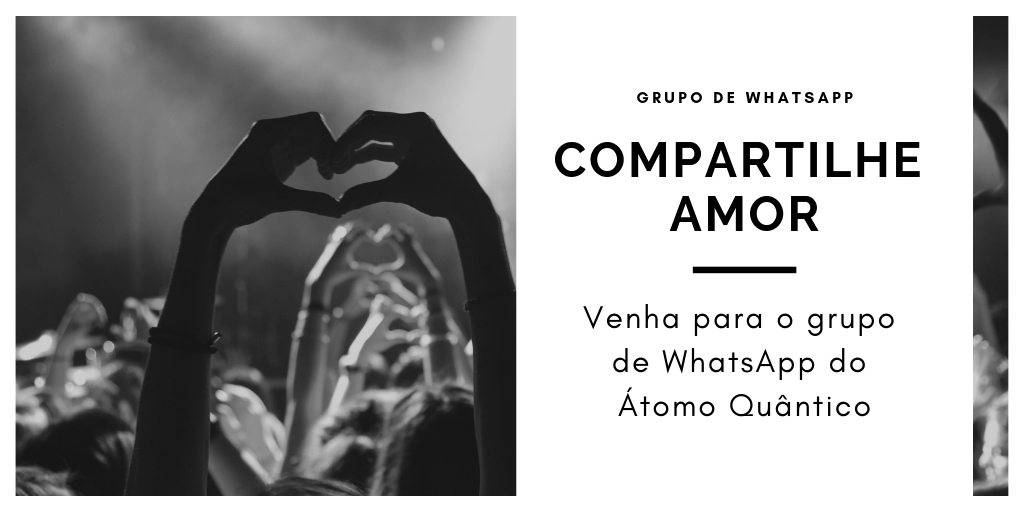 GRUPO DE WHATSAPP
COMPARTILHE
AMOR
Venha para o grupo
de WhatsApp do
Átomo Quântico